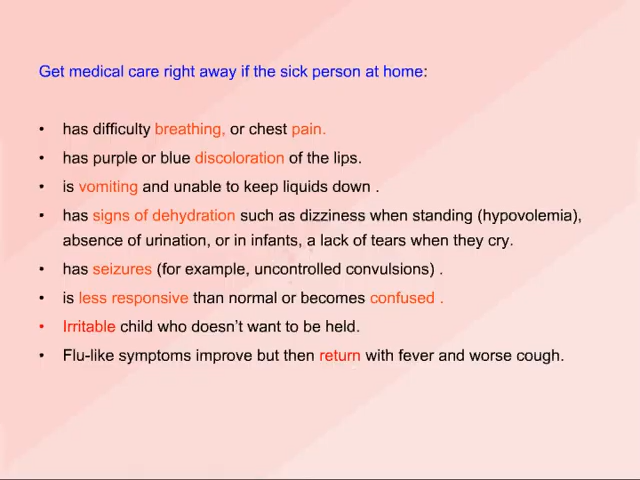 Get medical care right away if the sick person at home:
• has difficulty breathing, or chest pain.
• has purple or blue discoloration of the lips.
• is vomiting and unable to keep liquids down .
• has signs of dehydration such as dizziness when standing (hypovolemia),
absence of urination, or in infants, a lack of tears when they cry.
• has seizures (for example, uncontrolled convulsions) .
• is less responsive than normal or becomes confused .
• Irritable child who doesn’t want to be held.
• Flu-like symptoms improve but then return with fever and worse cough.